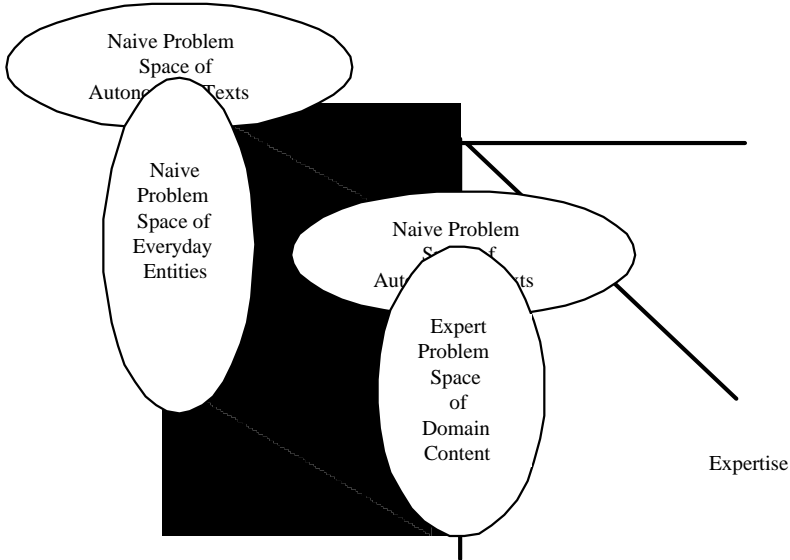 Naive Problem
Space of
Texts
Naive
Problem
Space of
Everyday
Entities
Naive Problem
Expert
Problem
Space
of
Domain
Content
Expertise